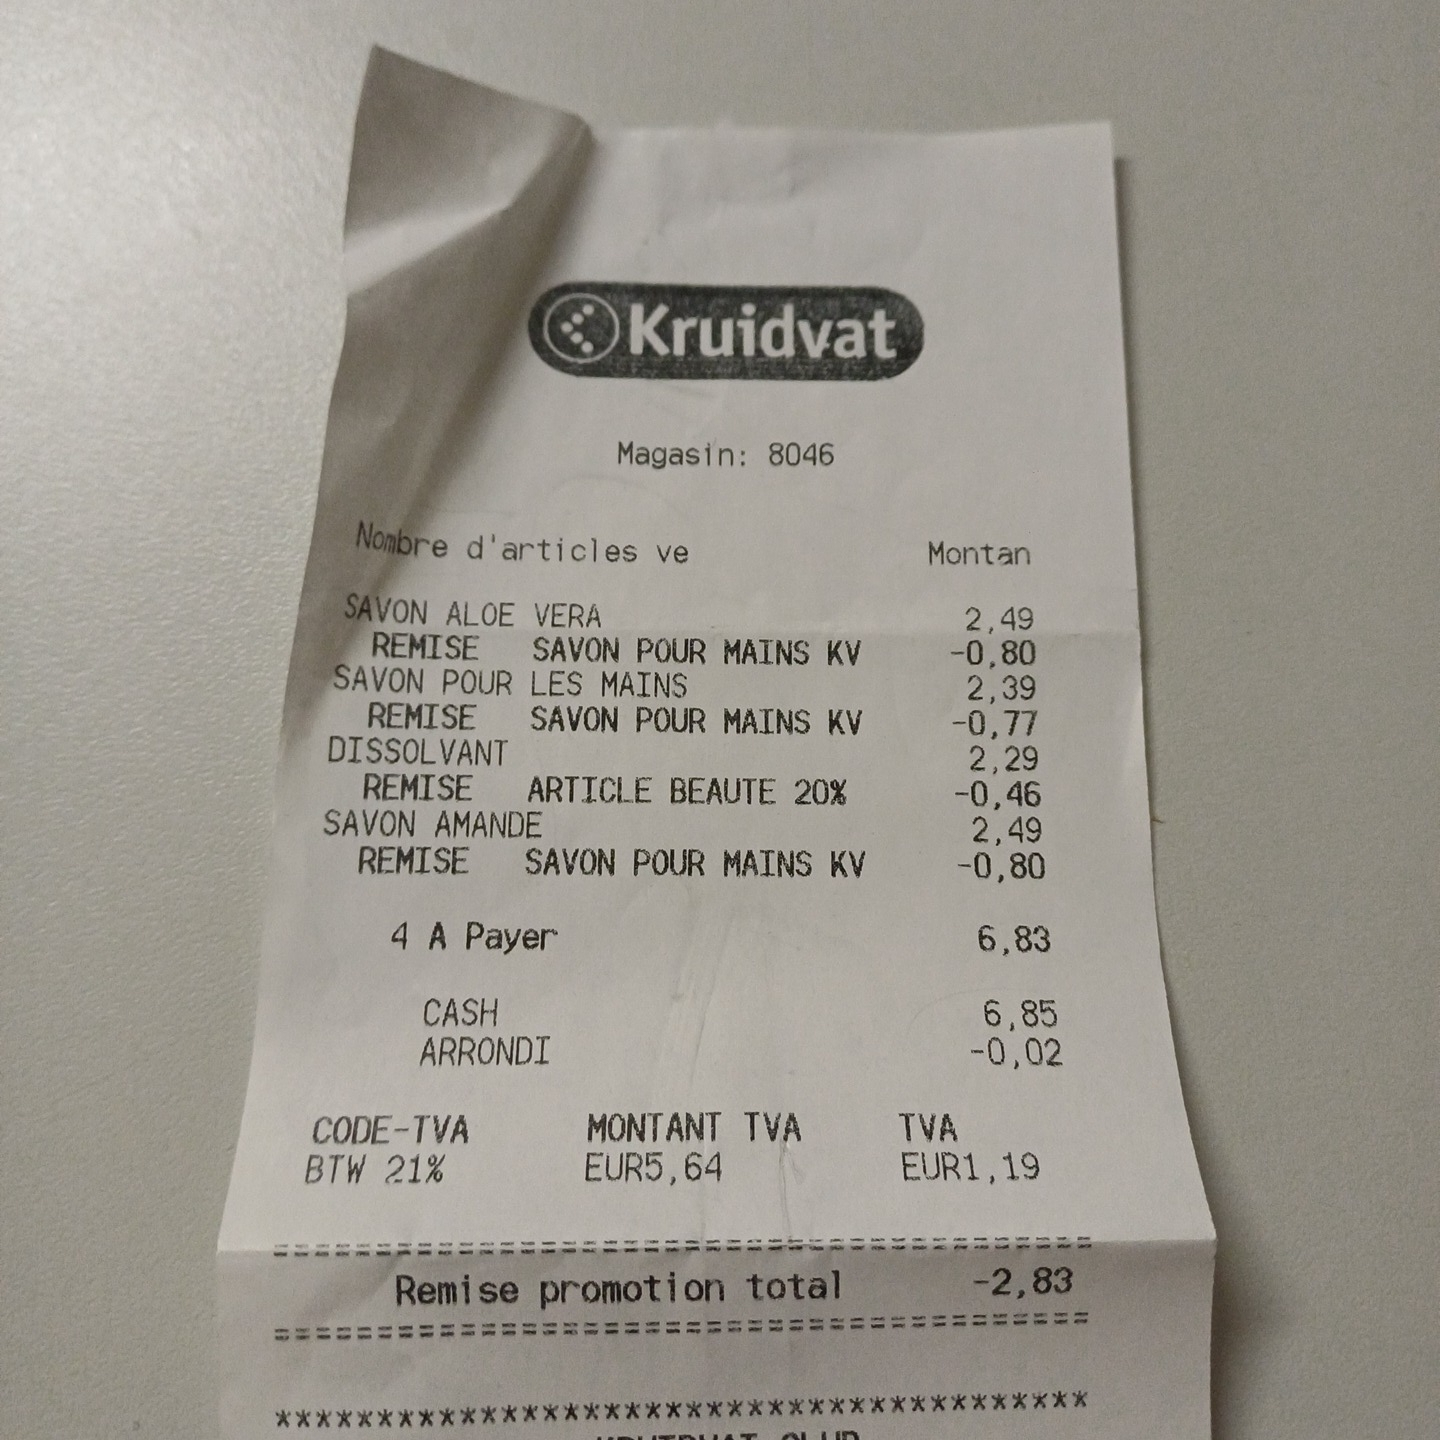 Kruidvat
Magasin: 8046
Nombre d'articles ve Montan
SAVON ALOE VERA 2,49
REMISE SAVON POUR MAINS KV -0,80
SAVON POUR LES MAINS 2,39
REMISE SAVON POUR MAINS KV -0,77
DISSOLVANT 2,29
REMISE ARTICLE BEAUTE 20% -0,46
SAVON AMANDE 2,49
REMISE SAVON POUR MAINS KV -0,80
4 A Payer 6,83
CASH 6,85
ARRONDI -0,02
CODE-TVA MONTANT TVA TVA
BTW 21% EUR5,64 EUR1,19
========================================
Remise promotion total -2,83
========================================
****************************************
KRUIDVAT CLUB